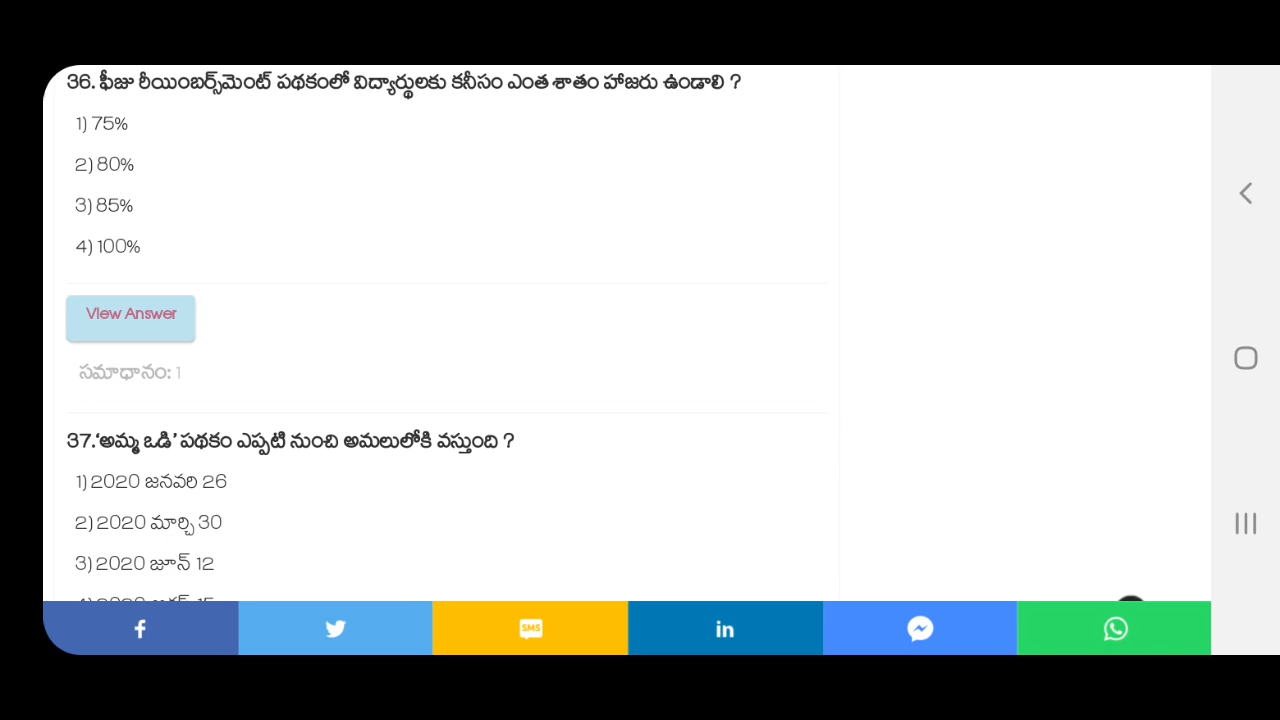 36. ఫీజు రీయింబర్స్‌మెంట్ పథకంలో విద్యార్థులకు కనీసం ఎంత శాతం హాజరు ఉండాలి ?
1) 75%
2) 80%
3) 85%
4) 100%
View Answer
సమాధానం: 1
37.‘అమ్మ ఒడి’ పథకం ఎప్పటి నుంచి అమలులోకి వస్తుంది ?
1) 2020 జనవరి 26
2) 2020 మార్చి 30
3) 2020 జూన్ 12
SMS